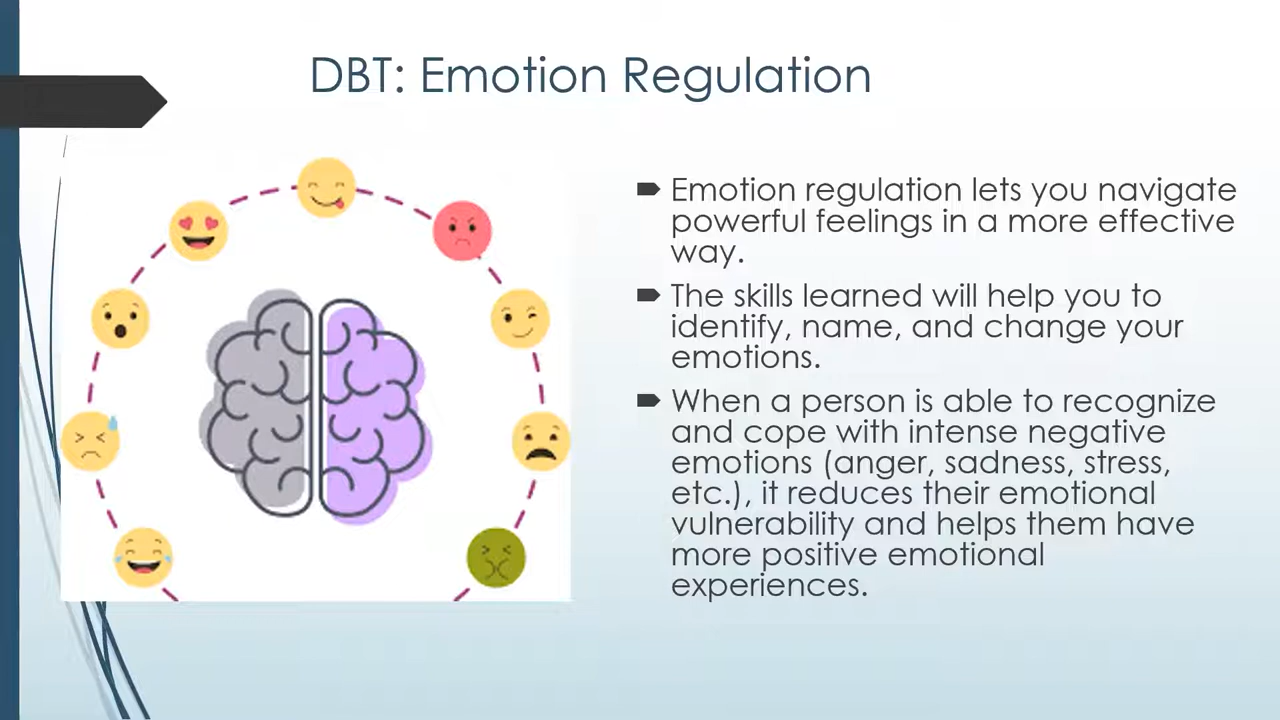 DBT: Emotion Regulation
Emotion regulation lets you navigate
powerful feelings in a more effective
way.
The skills learned will help you to
identify, name, and change your
emotions.
When a person is able to recognize
and cope with intense negative
emotions (anger, sadness, stress,
etc.), it reduces their emotional
vulnerability and helps them have
more positive emotional
experiences.